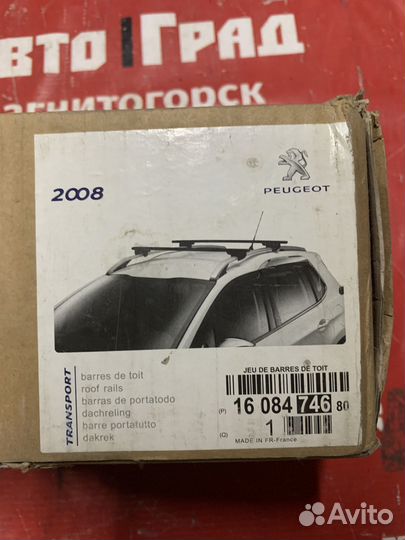 вто Град
агнитогорск
2008
PEUGEOT
TRANSPORT
barres de toit
roof rails
barras de portatodo
dachreling
barre portatutto
dakrek
JEU DE BARRES DE TOIT
(P) 16 084 746 80
(Q) 1
MADE IN FR-France
Avito